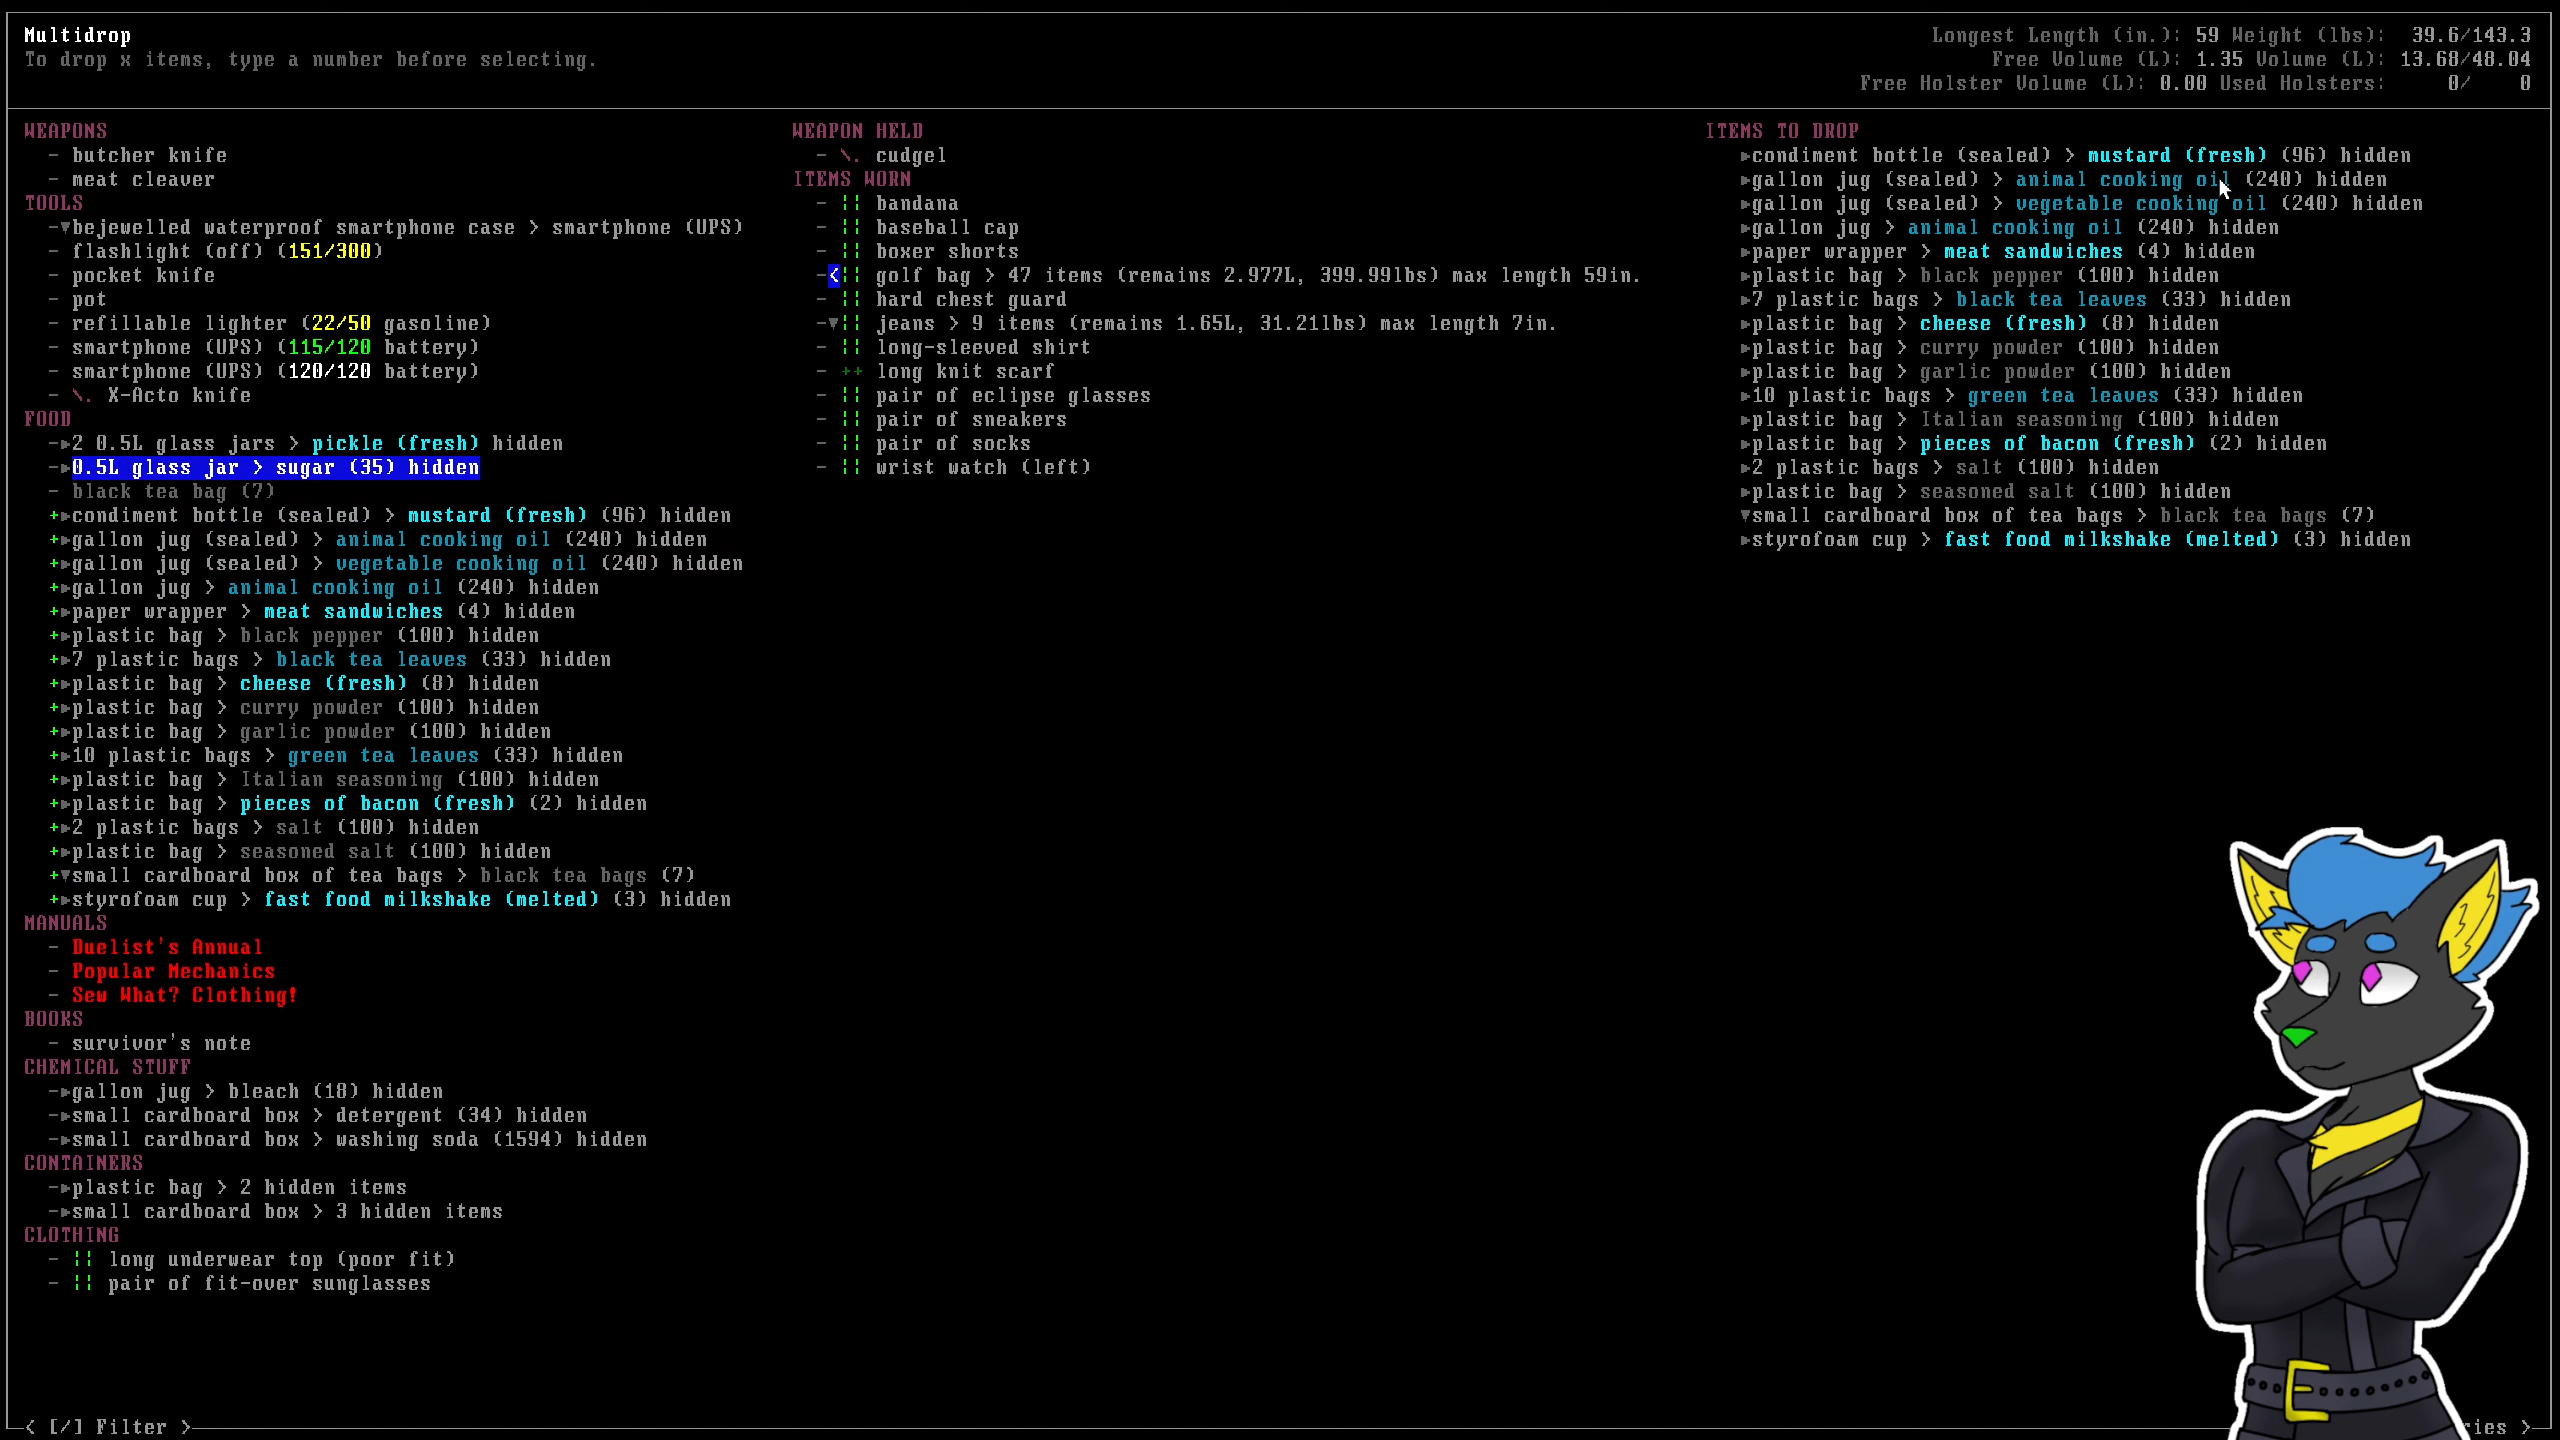 Multidrop
To drop x items, type a number before selecting.
Longest Length (in.): 59 Weight (lbs): 39.6/143.3
Free Volume (L): 1.35 Volume (L): 13.68/48.04
Free Holster Volume (L): 0.00 Used Holsters: 0/ 0
WEAPONS
- butcher knife
- meat cleaver
TOOLS
-▼bejewelled waterproof smartphone case > smartphone (UPS)
- flashlight (off) (151/300)
- pocket knife
- pot
- refillable lighter (22/50 gasoline)
- smartphone (UPS) (115/120 battery)
- smartphone (UPS) (120/120 battery)
- \. X-Acto knife
FOOD
-▶2 0.5L glass jars > pickle (fresh) hidden
-▶0.5L glass jar > sugar (35) hidden
- black tea bag (7)
+▶condiment bottle (sealed) > mustard (fresh) (96) hidden
+▶gallon jug (sealed) > animal cooking oil (240) hidden
+▶gallon jug (sealed) > vegetable cooking oil (240) hidden
+▶gallon jug > animal cooking oil (240) hidden
+▶paper wrapper > meat sandwiches (4) hidden
+▶plastic bag > black pepper (100) hidden
+▶7 plastic bags > black tea leaves (33) hidden
+▶plastic bag > cheese (fresh) (8) hidden
+▶plastic bag > curry powder (100) hidden
+▶plastic bag > garlic powder (100) hidden
+▶10 plastic bags > green tea leaves (33) hidden
+▶plastic bag > Italian seasoning (100) hidden
+▶plastic bag > pieces of bacon (fresh) (2) hidden
+▶2 plastic bags > salt (100) hidden
+▶plastic bag > seasoned salt (100) hidden
+▼small cardboard box of tea bags > black tea bags (7)
+▶styrofoam cup > fast food milkshake (melted) (3) hidden
MANUALS
- Duelist's Annual
- Popular Mechanics
- Sew What? Clothing!
BOOKS
- survivor's note
CHEMICAL STUFF
-▶gallon jug > bleach (18) hidden
-▶small cardboard box > detergent (34) hidden
-▶small cardboard box > washing soda (1594) hidden
CONTAINERS
-▶plastic bag > 2 hidden items
-▶small cardboard box > 3 hidden items
CLOTHING
- ¦¦ long underwear top (poor fit)
- ¦¦ pair of fit-over sunglasses
WEAPON HELD
- \. cudgel
ITEMS WORN
- ¦¦ bandana
- ¦¦ baseball cap
- ¦¦ boxer shorts
-<¦¦ golf bag > 47 items (remains 2.977L, 399.99lbs) max length 59in.
- ¦¦ hard chest guard
-▼¦¦ jeans > 9 items (remains 1.65L, 31.21lbs) max length 7in.
- ¦¦ long-sleeved shirt
- ++ long knit scarf
- ¦¦ pair of eclipse glasses
- ¦¦ pair of sneakers
- ¦¦ pair of socks
- ¦¦ wrist watch (left)
ITEMS TO DROP
▶condiment bottle (sealed) > mustard (fresh) (96) hidden
▶gallon jug (sealed) > animal cooking oil (240) hidden
▶gallon jug (sealed) > vegetable cooking oil (240) hidden
▶gallon jug > animal cooking oil (240) hidden
▶paper wrapper > meat sandwiches (4) hidden
▶plastic bag > black pepper (100) hidden
▶7 plastic bags > black tea leaves (33) hidden
▶plastic bag > cheese (fresh) (8) hidden
▶plastic bag > curry powder (100) hidden
▶plastic bag > garlic powder (100) hidden
▶10 plastic bags > green tea leaves (33) hidden
▶plastic bag > Italian seasoning (100) hidden
▶plastic bag > pieces of bacon (fresh) (2) hidden
▶2 plastic bags > salt (100) hidden
▶plastic bag > seasoned salt (100) hidden
▼small cardboard box of tea bags > black tea bags (7)
▶styrofoam cup > fast food milkshake (melted) (3) hidden
< [/] Filter >